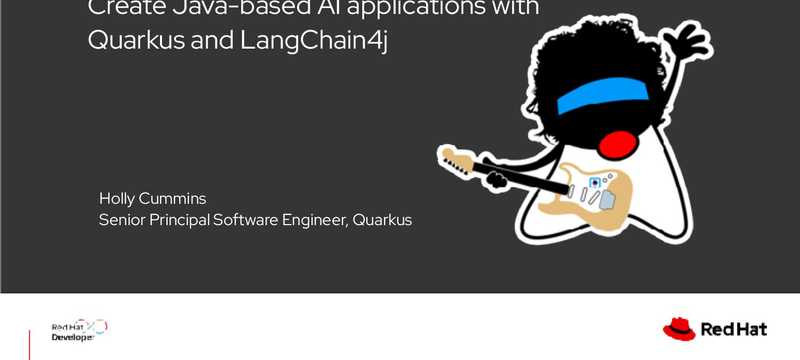 Create Java-based AI applications with
Quarkus and LangChain4j
Holly Cummins
Senior Principal Software Engineer, Quarkus
Red Hat
Developer
Red Hat